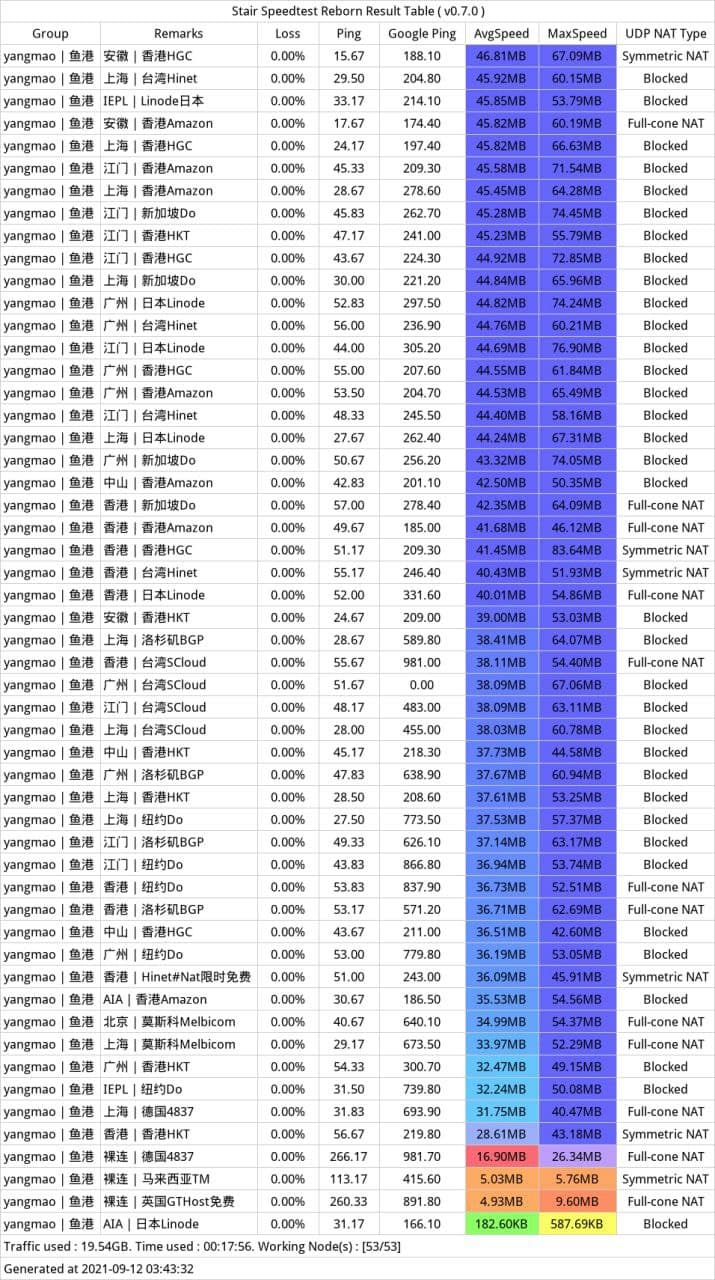 Stair Speedtest Reborn Result Table ( v0.7.0 )
Group Remarks Loss Ping Google Ping AvgSpeed MaxSpeed UDP NAT Type
yangmao | 鱼港 安徽 | 香港HGC 0.00% 15.67 188.10 46.81MB 67.09MB Symmetric NAT
yangmao | 鱼港 上海 | 台湾Hinet 0.00% 29.50 204.80 45.92MB 60.15MB Blocked
yangmao | 鱼港 IEPL | Linode日本 0.00% 33.17 214.10 45.85MB 53.79MB Blocked
yangmao | 鱼港 安徽 | 香港Amazon 0.00% 17.67 174.40 45.82MB 60.19MB Full-cone NAT
yangmao | 鱼港 上海 | 香港HGC 0.00% 24.17 197.40 45.82MB 66.63MB Blocked
yangmao | 鱼港 江门 | 香港Amazon 0.00% 45.33 209.30 45.58MB 71.54MB Blocked
yangmao | 鱼港 上海 | 香港Amazon 0.00% 28.67 278.60 45.45MB 64.28MB Blocked
yangmao | 鱼港 江门 | 新加坡Do 0.00% 45.83 262.70 45.28MB 74.45MB Blocked
yangmao | 鱼港 江门 | 香港HKT 0.00% 47.17 241.00 45.23MB 55.79MB Blocked
yangmao | 鱼港 江门 | 香港HGC 0.00% 43.67 224.30 44.92MB 72.85MB Blocked
yangmao | 鱼港 上海 | 新加坡Do 0.00% 30.00 221.20 44.84MB 65.96MB Blocked
yangmao | 鱼港 广州 | 日本Linode 0.00% 52.83 297.50 44.82MB 74.24MB Blocked
yangmao | 鱼港 广州 | 台湾Hinet 0.00% 56.00 236.90 44.76MB 60.21MB Blocked
yangmao | 鱼港 江门 | 日本Linode 0.00% 44.00 305.20 44.69MB 76.90MB Blocked
yangmao | 鱼港 广州 | 香港HGC 0.00% 55.00 207.60 44.55MB 61.84MB Blocked
yangmao | 鱼港 广州 | 香港Amazon 0.00% 53.50 204.70 44.53MB 65.49MB Blocked
yangmao | 鱼港 江门 | 台湾Hinet 0.00% 48.33 245.50 44.40MB 58.16MB Blocked
yangmao | 鱼港 上海 | 日本Linode 0.00% 27.67 262.40 44.24MB 67.31MB Blocked
yangmao | 鱼港 广州 | 新加坡Do 0.00% 50.67 256.20 43.32MB 74.05MB Blocked
yangmao | 鱼港 中山 | 香港Amazon 0.00% 42.83 201.10 42.50MB 50.35MB Blocked
yangmao | 鱼港 香港 | 新加坡Do 0.00% 57.00 278.40 42.35MB 64.09MB Full-cone NAT
yangmao | 鱼港 香港 | 香港Amazon 0.00% 49.67 185.00 41.68MB 46.12MB Full-cone NAT
yangmao | 鱼港 香港 | 香港HGC 0.00% 51.17 209.30 41.45MB 83.64MB Symmetric NAT
yangmao | 鱼港 香港 | 台湾Hinet 0.00% 55.17 246.40 40.43MB 51.93MB Symmetric NAT
yangmao | 鱼港 香港 | 日本Linode 0.00% 52.00 331.60 40.01MB 54.86MB Full-cone NAT
yangmao | 鱼港 安徽 | 香港HKT 0.00% 24.67 209.00 39.00MB 53.03MB Blocked
yangmao | 鱼港 上海 | 洛杉矶BGP 0.00% 28.67 589.80 38.41MB 64.07MB Blocked
yangmao | 鱼港 香港 | 台湾SCloud 0.00% 55.67 981.00 38.11MB 54.40MB Full-cone NAT
yangmao | 鱼港 广州 | 台湾SCloud 0.00% 51.67 0.00 38.09MB 67.06MB Blocked
yangmao | 鱼港 江门 | 台湾SCloud 0.00% 48.17 483.00 38.09MB 63.11MB Blocked
yangmao | 鱼港 上海 | 台湾SCloud 0.00% 28.00 455.00 38.03MB 60.78MB Blocked
yangmao | 鱼港 中山 | 香港HKT 0.00% 45.17 218.30 37.73MB 44.58MB Blocked
yangmao | 鱼港 广州 | 洛杉矶BGP 0.00% 47.83 638.90 37.67MB 60.94MB Blocked
yangmao | 鱼港 上海 | 香港HKT 0.00% 28.50 208.60 37.61MB 53.25MB Blocked
yangmao | 鱼港 上海 | 纽约Do 0.00% 27.50 773.50 37.53MB 57.37MB Blocked
yangmao | 鱼港 江门 | 洛杉矶BGP 0.00% 49.33 626.10 37.14MB 63.17MB Blocked
yangmao | 鱼港 江门 | 纽约Do 0.00% 43.83 866.80 36.94MB 53.74MB Blocked
yangmao | 鱼港 香港 | 纽约Do 0.00% 53.83 837.90 36.73MB 52.51MB Full-cone NAT
yangmao | 鱼港 香港 | 洛杉矶BGP 0.00% 53.17 571.20 36.71MB 62.69MB Full-cone NAT
yangmao | 鱼港 中山 | 香港HGC 0.00% 43.67 211.00 36.51MB 42.60MB Blocked
yangmao | 鱼港 广州 | 纽约Do 0.00% 53.00 779.80 36.19MB 53.05MB Blocked
yangmao | 鱼港 香港 | Hinet#Nat限时免费 0.00% 51.00 243.00 36.09MB 45.91MB Symmetric NAT
yangmao | 鱼港 AIA | 香港Amazon 0.00% 30.67 186.50 35.53MB 54.56MB Blocked
yangmao | 鱼港 北京 | 莫斯科Melbicom 0.00% 40.67 640.10 34.99MB 54.37MB Full-cone NAT
yangmao | 鱼港 上海 | 莫斯科Melbicom 0.00% 29.17 673.50 33.97MB 52.29MB Full-cone NAT
yangmao | 鱼港 广州 | 香港HKT 0.00% 54.33 300.70 32.47MB 49.15MB Blocked
yangmao | 鱼港 IEPL | 纽约Do 0.00% 31.50 739.80 32.24MB 50.08MB Blocked
yangmao | 鱼港 上海 | 德国4837 0.00% 31.83 693.90 31.75MB 40.47MB Full-cone NAT
yangmao | 鱼港 香港 | 香港HKT 0.00% 56.67 219.80 28.61MB 43.18MB Symmetric NAT
yangmao | 鱼港 裸连 | 德国4837 0.00% 266.17 981.70 16.90MB 26.34MB Full-cone NAT
yangmao | 鱼港 裸连 | 马来西亚TM 0.00% 113.17 415.60 5.03MB 5.76MB Symmetric NAT
yangmao | 鱼港 裸连 | 英国GTHost免费 0.00% 260.33 891.80 4.93MB 9.60MB Full-cone NAT
yangmao | 鱼港 AIA | 日本Linode 0.00% 31.17 166.10 182.60KB 587.69KB Blocked
Traffic used : 19.54GB. Time used : 00:17:56. Working Node(s) : [53/53]
Generated at 2021-09-12 03:43:32